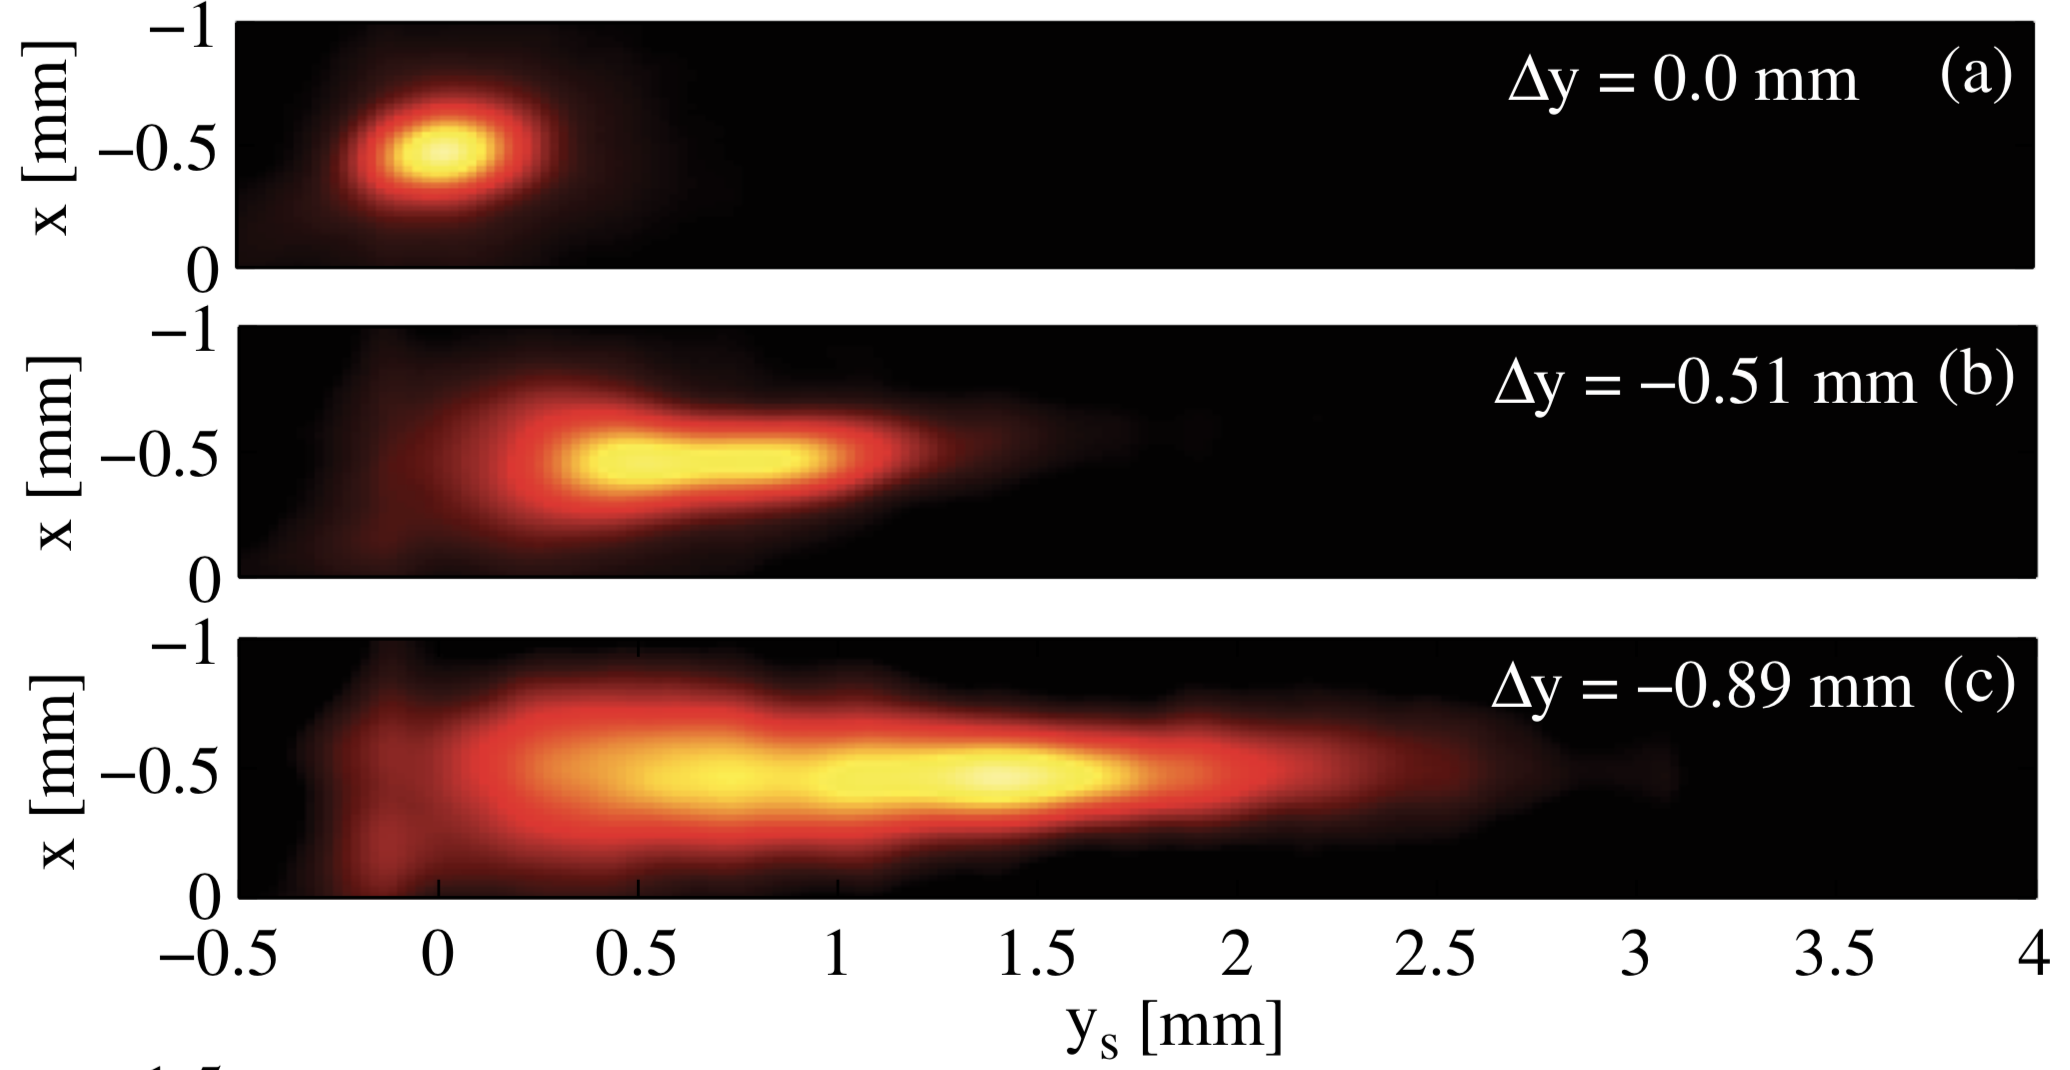 −1
x [mm]
−0.5
0
Δy = 0.0 mm (a)
−1
x [mm]
−0.5
0
Δy = −0.51 mm (b)
−1
x [mm]
−0.5
0
Δy = −0.89 mm (c)
−0.5 0 0.5 1 1.5 2 2.5 3 3.5 4
yₛ [mm]